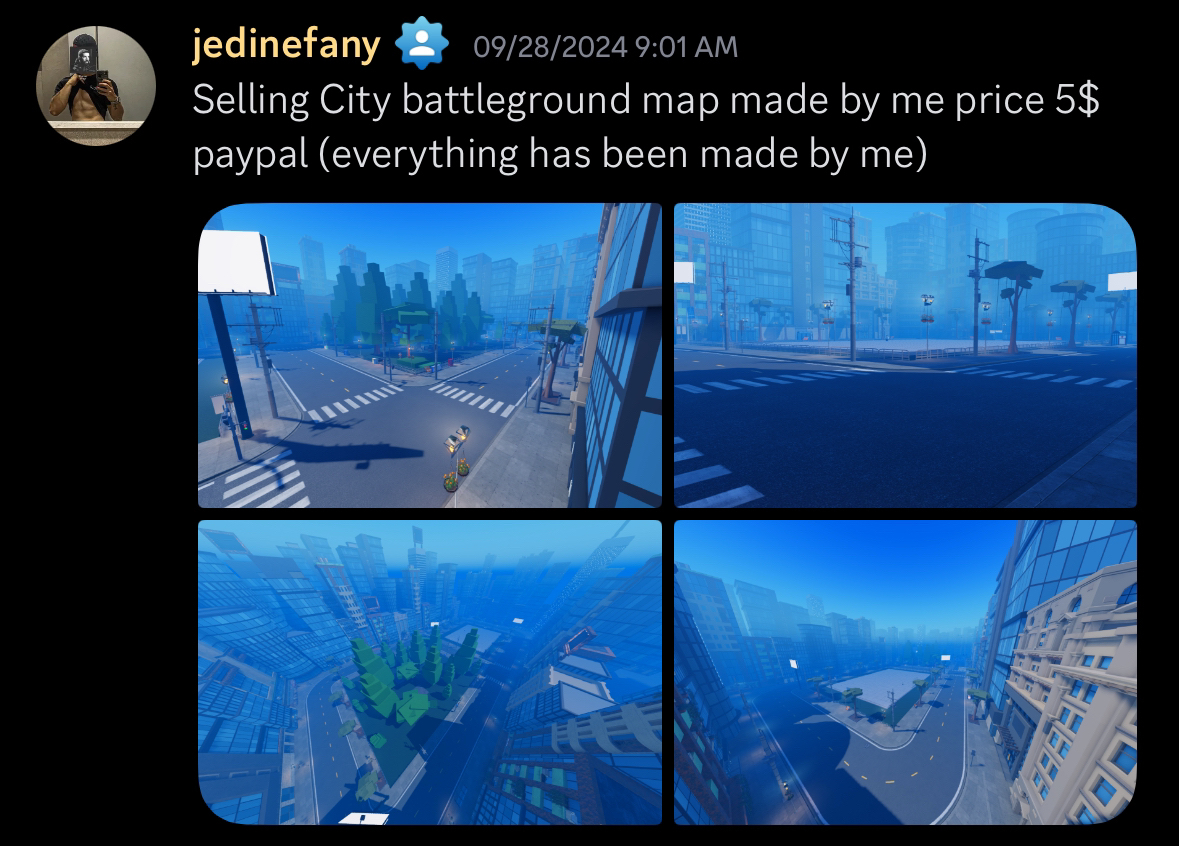 jedinefany 09/28/2024 9:01 AM
Selling City battleground map made by me price 5$
paypal (everything has been made by me)